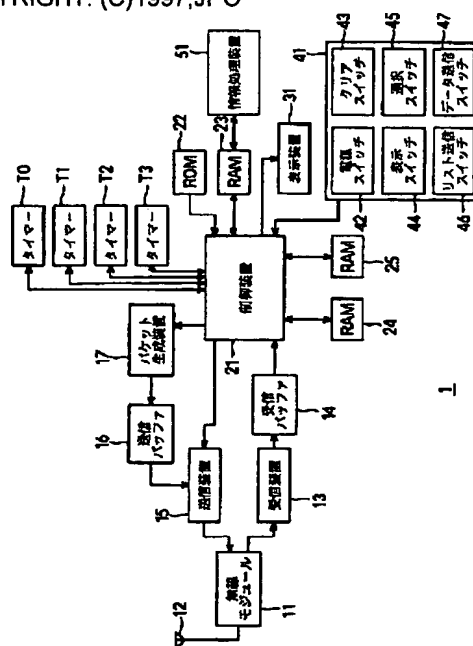 TRIGHT: (C)1997,JPO
12
無線
モジュール
11
15
送信装置
16
送信バッファ
17
パケット
生成装置
受信装置
13
受信バッファ
14
制御装置
21
T0
タイマー
T1
タイマー
T2
タイマー
T3
タイマー
22
ROM
23
RAM
51
情報処理装置
31
表示装置
RAM
24
RAM
25
41
43
クリア
スイッチ
45
選択
スイッチ
47
データ送信
スイッチ
電源
スイッチ
42
表示
スイッチ
44
リスト送信
スイッチ
46
1